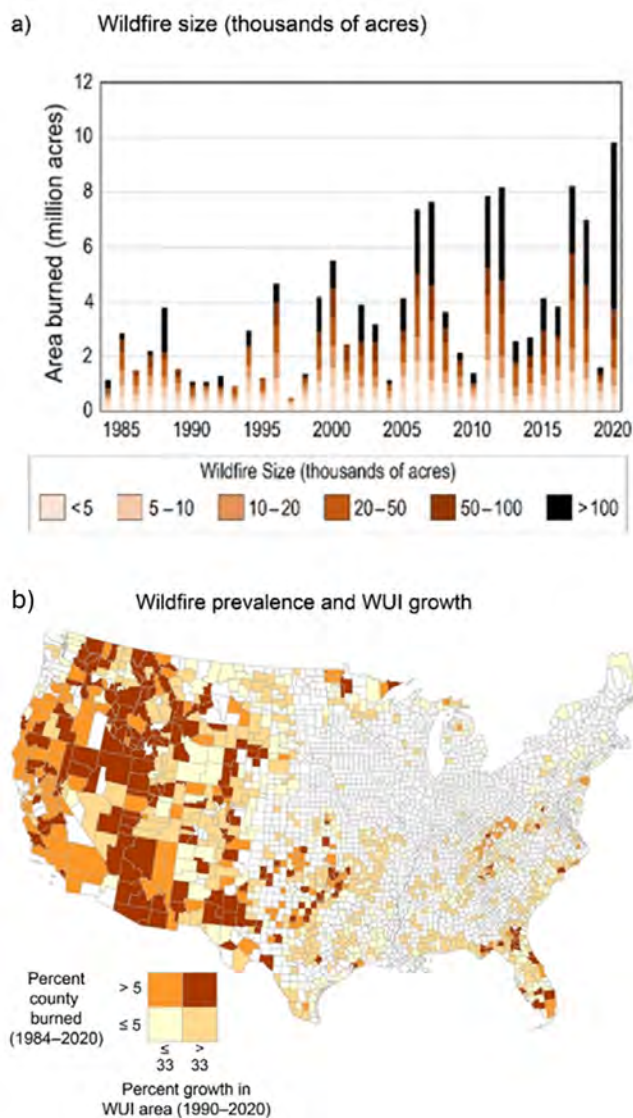 a) Wildfire size (thousands of acres)
Area burned (million acres)
12
10
8
6
4
2
0
1985 1990 1995 2000 2005 2010 2015 2020
Wildfire Size (thousands of acres)
<5 5–10 10–20 20–50 50–100 >100
b) Wildfire prevalence and WUI growth
Percent
county
burned
(1984–2020)
> 5
≤ 5
≤ >
33 33
Percent growth in
WUI area (1990–2020)